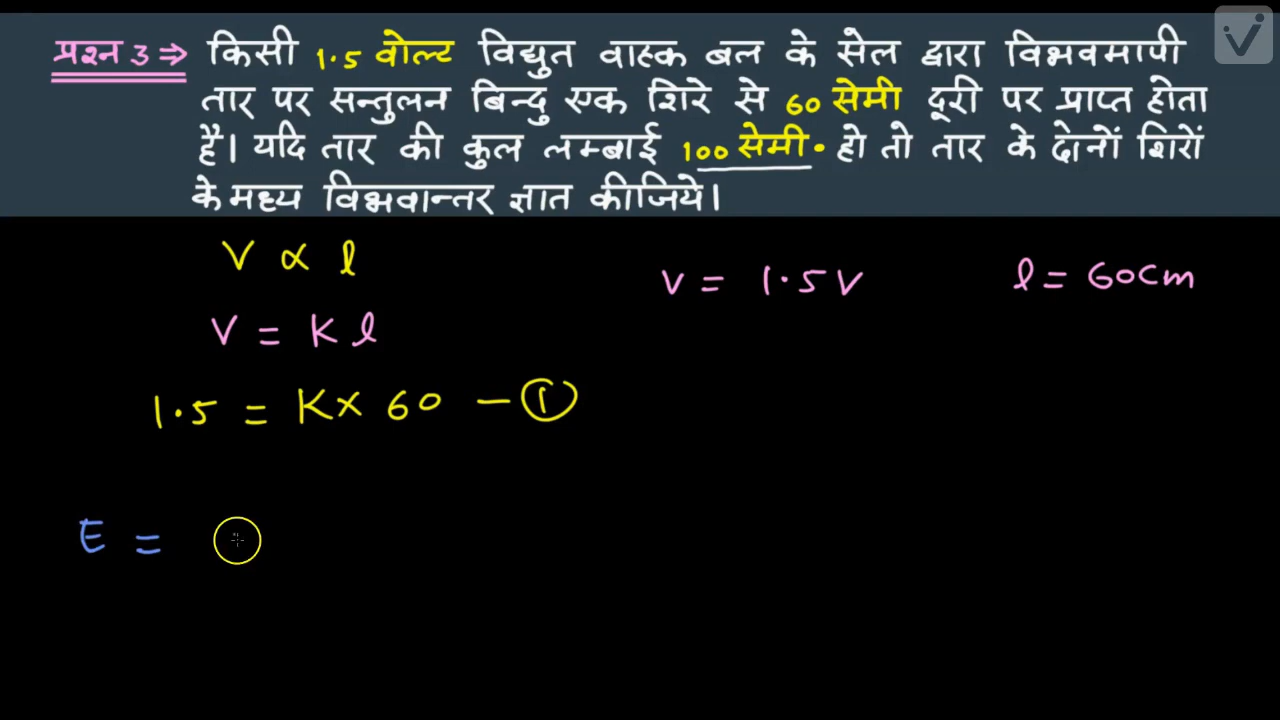 प्रश्न 3 ⇒ किसी 1.5 वोल्ट विद्युत वाहक बल के सेल द्वारा विभवमापी
तार पर सन्तुलन बिन्दु एक शिरे से 60 सेमी दूरी पर प्राप्त होता
है। यदि तार की कुल लम्बाई 100 सेमी. हो तो तार के दोनों शिरों
के मध्य विभवान्तर ज्ञात कीजिये।
V ∝ l
V = 1.5 V l = 60cm
V = K l
1.5 = K× 60 – ①
E =